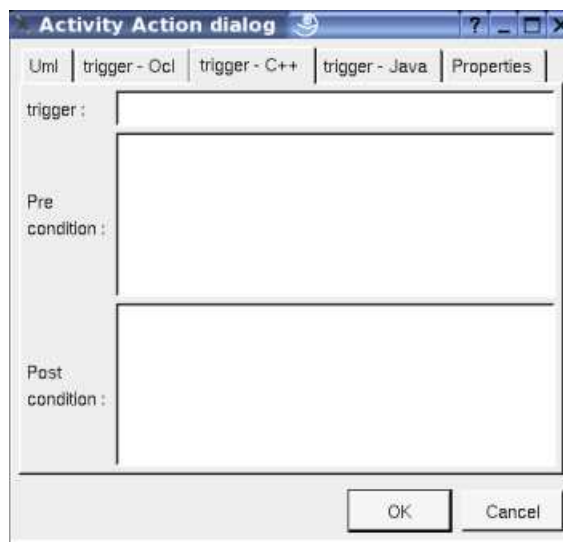 Activity Action dialog
Uml trigger - Ocl trigger - C++ trigger - Java Properties
trigger :
Pre
condition :
Post
condition :
OK Cancel